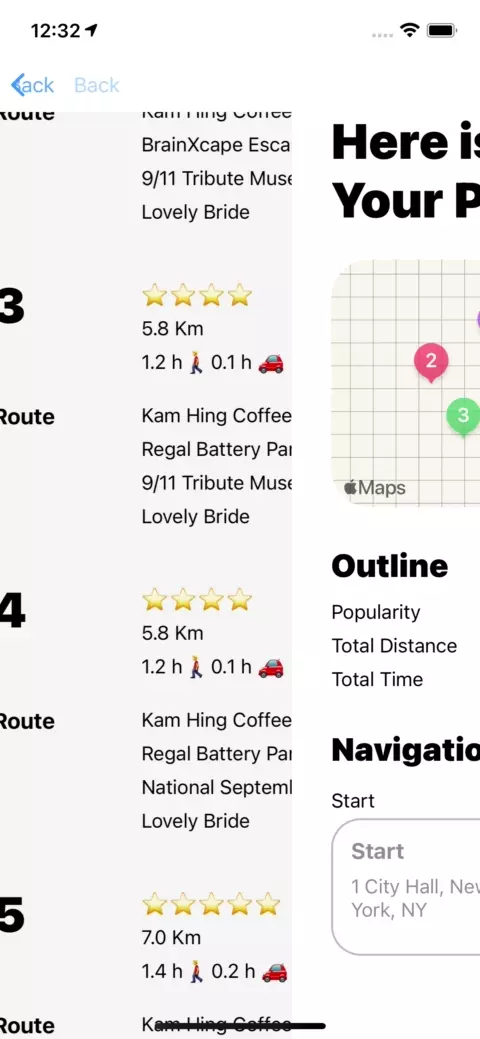 12:32
Back Back
Route
Kam Hing Coffee
BrainXcape Esca
9/11 Tribute Muse
Lovely Bride
3
5.8 Km
1.2 h 0.1 h
Route
Kam Hing Coffee
Regal Battery Par
9/11 Tribute Muse
Lovely Bride
4
5.8 Km
1.2 h 0.1 h
Route
Kam Hing Coffee
Regal Battery Par
National Septemb
Lovely Bride
5
7.0 Km
1.4 h 0.2 h
Route
Kam Hing Coffee
Here is
Your P
2
3
Maps
Outline
Popularity
Total Distance
Total Time
Navigatio
Start
Start
1 City Hall, New
York, NY